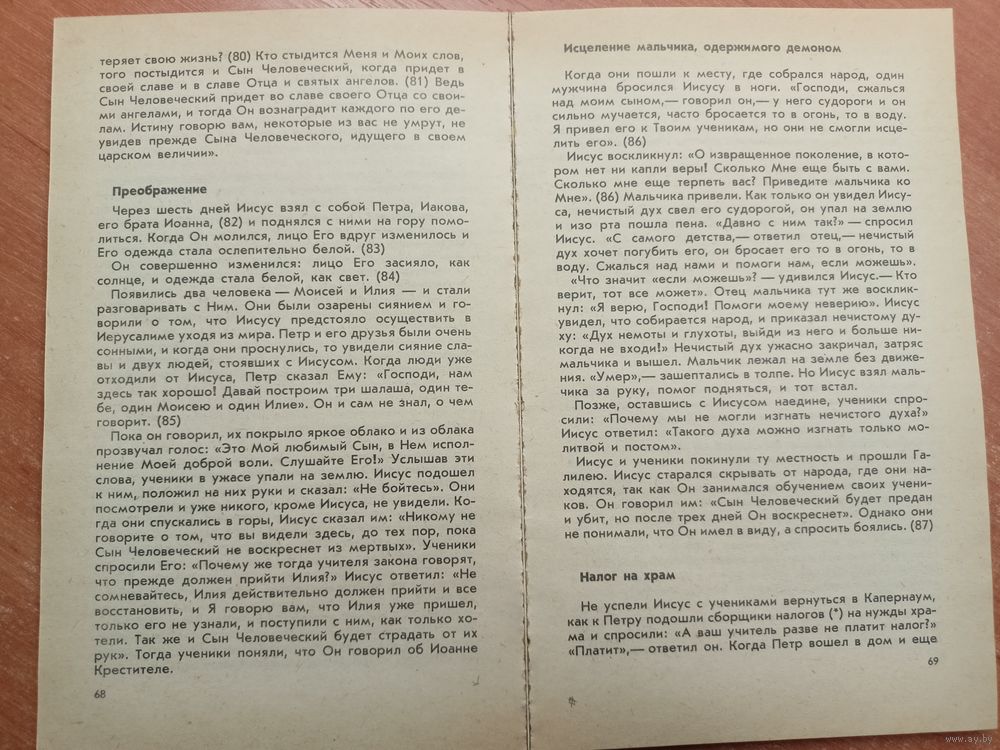 теряет свою жизнь? (80) Кто стыдится Меня и Моих слов,
того постыдится и Сын Человеческий, когда придет в
своей славе и в славе Отца и святых ангелов. (81) Ведь
Сын Человеческий придет во славе своего Отца со свои-
ми ангелами, и тогда Он вознаградит каждого по его де-
лам. Истину говорю вам, некоторые из вас не умрут, не
увидев прежде Сына Человеческого, идущего в своем
царском величии».
Преображение
Через шесть дней Иисус взял с собой Петра, Иакова,
его брата Иоанна, (82) и поднялся с ними на гору помо-
литься. Когда Он молился, лицо Его вдруг изменилось и
Его одежда стала ослепительно белой. (83)
Он совершенно изменился: лицо Его засияло, как
солнце, и одежда стала белой, как свет. (84)
Появились два человека — Моисей и Илия — и стали
разговаривать с Ним. Они были озарены сиянием и го-
ворили о том, что Иисусу предстояло осуществить в
Иерусалиме уходя из мира. Петр и его друзья были очень
сонными, и когда они проснулись, то увидели сияние сла-
вы и двух людей, стоявших с Иисусом. Когда люди уже
отходили от Иисуса, Петр сказал Ему: «Господи, нам
здесь так хорошо! Давай построим три шалаша, один те-
бе, один Моисею и один Илие». Он и сам не знал, о чем
говорит. (85)
Пока он говорил, их покрыло яркое облако и из облака
прозвучал голос: «Это Мой любимый Сын, в Нем испол-
нение Моей доброй воли. Слушайте Его!» Услышав эти
слова, ученики в ужасе упали на землю. Иисус подошел
к ним, положил на них руки и сказал: «Не бойтесь». Они
посмотрели и уже никого, кроме Иисуса, не увидели. Ко-
гда они спускались в горы, Иисус сказал им: «Никому не
говорите о том, что вы видели здесь, до тех пор, пока
Сын Человеческий не воскреснет из мертвых». Ученики
спросили Его: «Почему же тогда учителя закона говорят,
что прежде должен прийти Илия?» Иисус ответил: «Не
сомневайтесь, Илия действительно должен прийти и все
восстановить, и Я говорю вам, что Илия уже пришел,
только его не узнали, и поступили с ним, как только хо-
тели. Так же и Сын Человеческий будет страдать от их
рук». Тогда ученики поняли, что Он говорил об Иоанне
Крестителе.
68
Исцеление мальчика, одержимого демоном
Когда они пошли к месту, где собрался народ, один
мужчина бросился Иисусу в ноги. «Господи, сжалься
над моим сыном,— говорил он,— у него судороги и он
сильно мучается, часто бросается то в огонь, то в воду.
Я привел его к Твоим ученикам, но они не смогли исце-
лить его». (86)
Иисус воскликнул: «О извращенное поколение, в кото-
ром нет ни капли веры! Сколько Мне еще быть с вами.
Сколько мне еще терпеть вас? Приведите мальчика ко
Мне». (86) Мальчика привели. Как только он увидел Иису-
са, нечистый дух свел его судорогой, он упал на землю
и изо рта пошла пена. «Давно с ним так?» — спросил
Иисус. «С самого детства,— ответил отец,— нечистый
дух хочет погубить его, он бросает его то в огонь, то в
воду. Сжалься над нами и помоги нам, если можешь».
«Что значит «если можешь»? — удивился Иисус.— Кто
верит, тот все может». Отец мальчика тут же восклик-
нул: «Я верю, Господи! Помоги моему неверию». Иисус
увидел, что собирается народ, и приказал нечистому ду-
ху: «Дух немоты и глухоты, выйди из него и больше ни-
когда не входи!» Нечистый дух ужасно закричал, затряс
мальчика и вышел. Мальчик лежал на земле без движе-
ния. «Умер»,— зашептались в толпе. Но Иисус взял маль-
чика за руку, помог подняться, и тот встал.
Позже, оставшись с Иисусом наедине, ученики спро-
сили: «Почему мы не могли изгнать нечистого духа?»
Иисус ответил: «Такого духа можно изгнать только мо-
литвой и постом».
Иисус и ученики покинули ту местность и прошли Га-
лилею. Иисус старался скрывать от народа, где они на-
ходятся, так как Он занимался обучением своих учени-
ков. Он говорил им: «Сын Человеческий будет предан
и убит, но после трех дней Он воскреснет». Однако они
не понимали, что Он имел в виду, а спросить боялись. (87)
Налог на храм
Не успели Иисус с учениками вернуться в Капернаум,
как к Петру подошли сборщики налогов (*) на нужды хра-
ма и спросили: «А ваш учитель разве не платит налог?»
«Платит»,— ответил он. Когда Петр вошел в дом и еще
69
www.ay.by